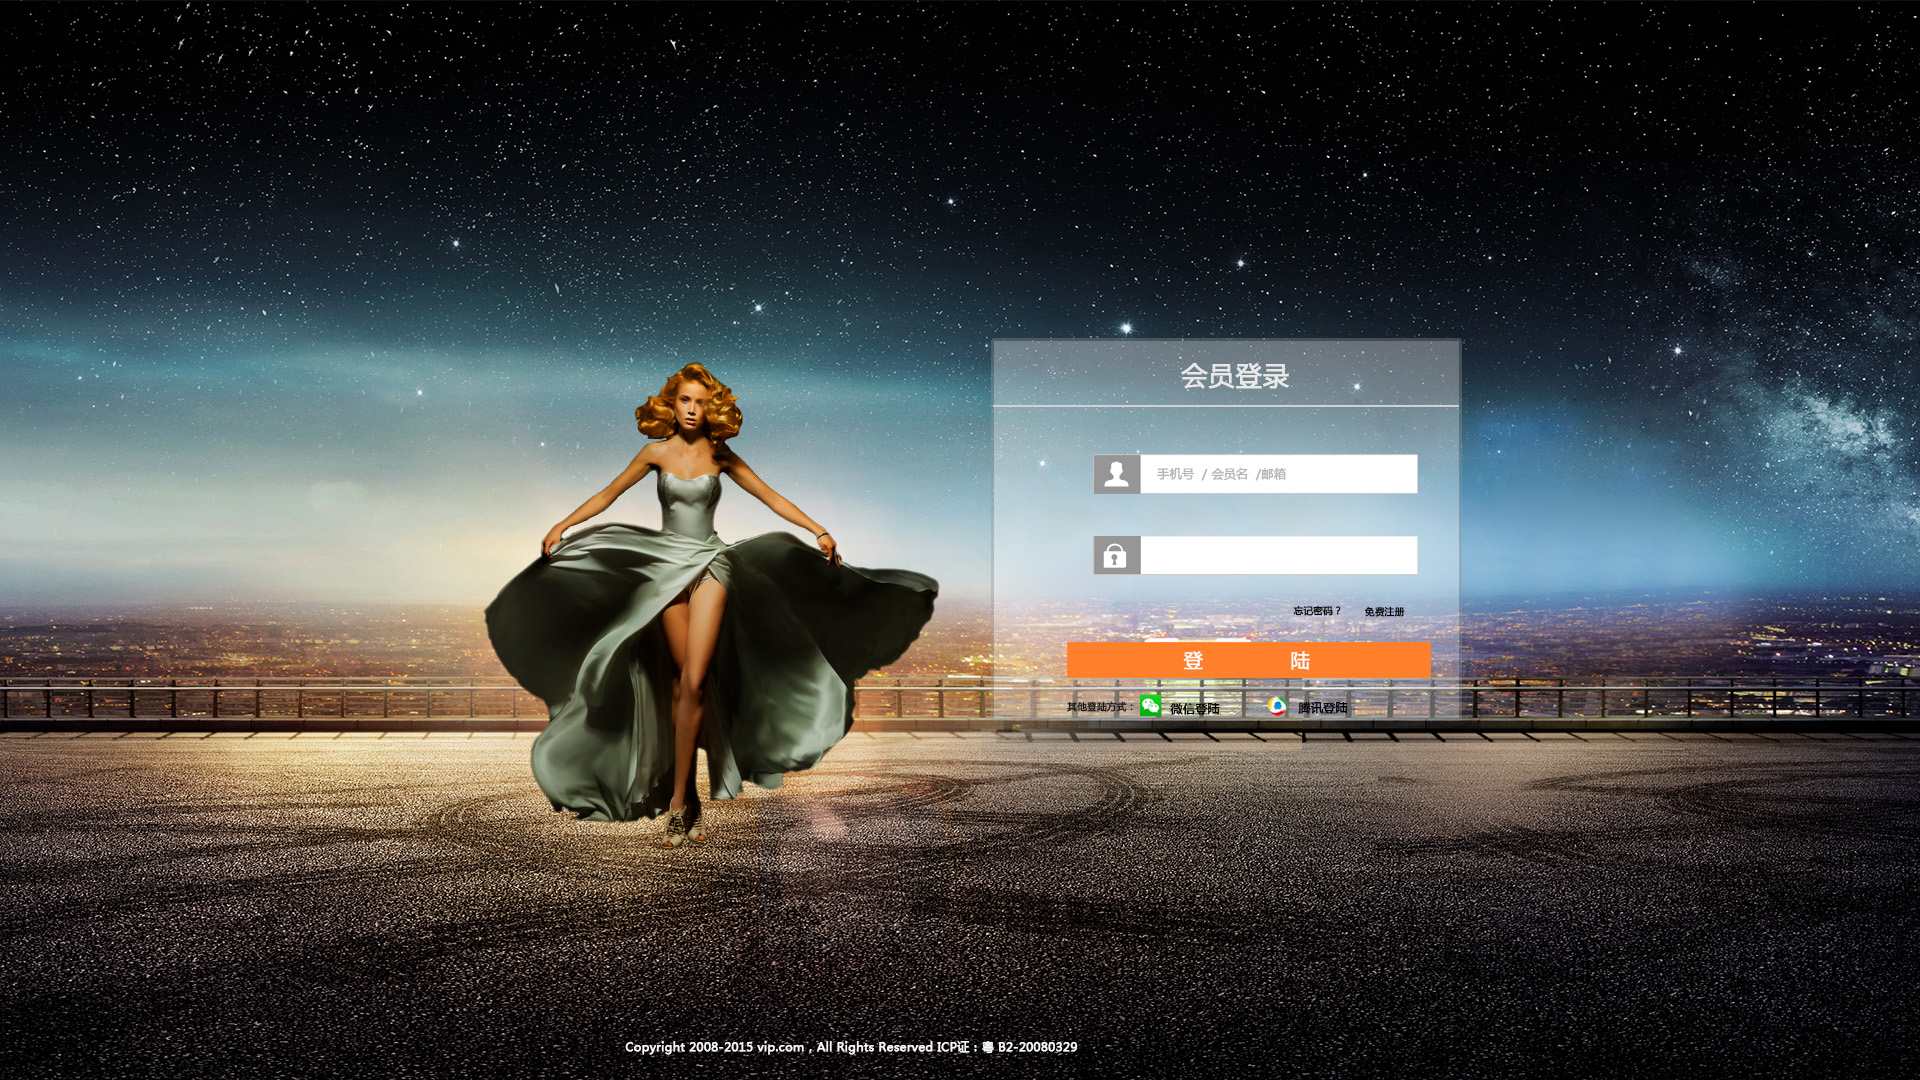 会员登录
手机号 / 会员名 /邮箱
忘记密码？ 免费注册
登 陆
其他登陆方式： 微信登陆 腾讯登陆
Copyright 2008-2015 vip.com，All Rights Reserved ICP证：粤 B2-20080329